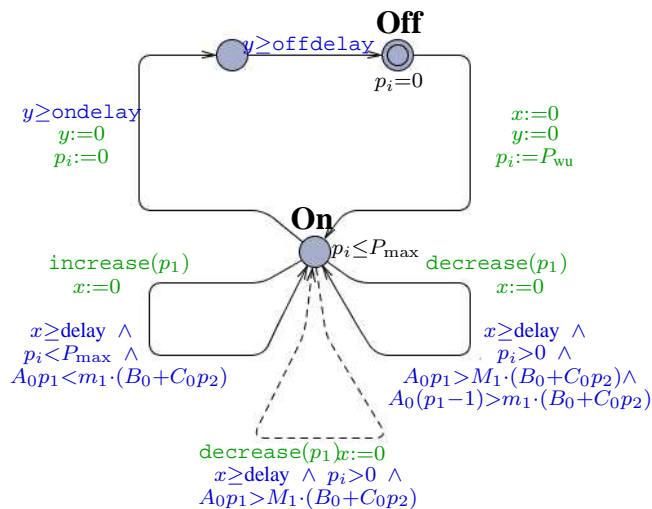 Off
y≥offdelay
p_i=0
y≥ondelay
y:=0
p_i:=0
x:=0
y:=0
p_i:=P_wu
On
p_i≤P_max
increase(p_1)
x:=0
decrease(p_1)
x:=0
x≥delay ∧
p_i<P_max ∧
A_0p_1<m_1·(B_0+C_0p_2)
x≥delay ∧
p_i>0 ∧
A_0p_1>M_1·(B_0+C_0p_2)∧
A_0(p_1−1)>m_1·(B_0+C_0p_2)
decrease(p_1) x:=0
x≥delay ∧ p_i>0 ∧
A_0p_1>M_1·(B_0+C_0p_2)